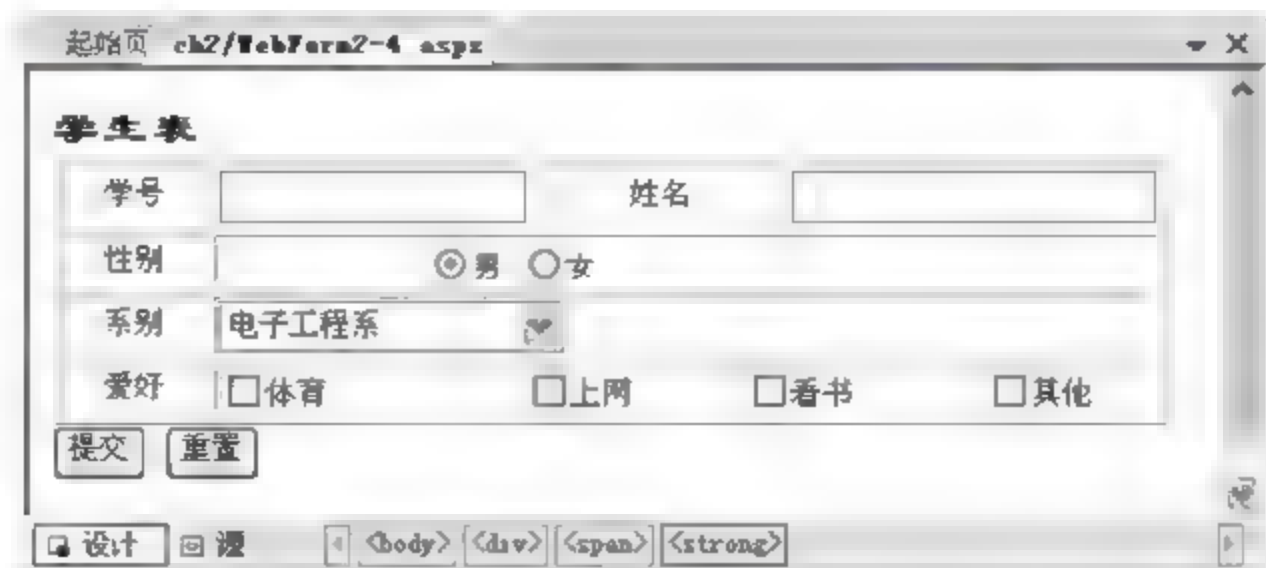 起始页 ch2/WebForm2-4 aspx
学生表
学号 姓名
性别 男 女
系别 电子工程系
爱好 体育 上网 看书 其他
提交 重置
设计 源 <body> <div> <span> <strong>